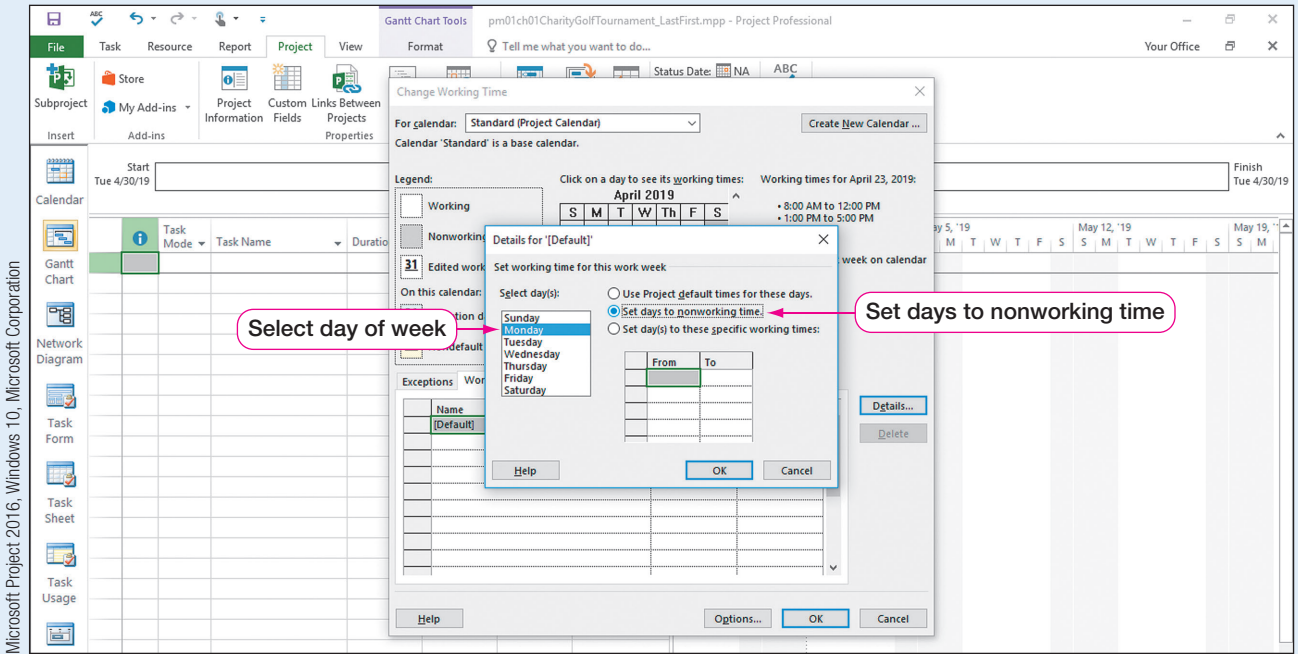 ABC
Gantt Chart Tools
pm01ch01CharityGolfTournament_LastFirst.mpp - Project Professional
File Task Resource Report Project View Format Tell me what you want to do... Your Office
Subproject
Store
My Add-ins
Project Information
Custom Fields
Links Between Projects
Status Date: NA
ABC
Insert Add-ins Properties
Start
Tue 4/30/19
Finish
Tue 4/30/19
Calendar
Gantt Chart
Network Diagram
Task Form
Task Sheet
Task Usage
Task Mode
Task Name
Duratio
ay 5, '19 May 12, '19 May 19, '
M T W T F S S M T W T F S S M
Change Working Time
For calendar: Standard (Project Calendar)
Create New Calendar ...
Calendar 'Standard' is a base calendar.
Legend:
Working
Nonworking
31 Edited work
On this calendar:
tion d
ndefault
Click on a day to see its working times:
April 2019
S M T W Th F S
Working times for April 23, 2019:
• 8:00 AM to 12:00 PM
• 1:00 PM to 5:00 PM
week on calendar
Exceptions Wor
Name
[Default]
Details...
Delete
Help Options... OK Cancel
Details for '[Default]'
Set working time for this work week
Select day(s):
Sunday
Monday
Tuesday
Wednesday
Thursday
Friday
Saturday
Use Project default times for these days.
Set days to nonworking time.
Set day(s) to these specific working times:
From To
Help OK Cancel
Select day of week
Set days to nonworking time
Microsoft Project 2016, Windows 10, Microsoft Corporation